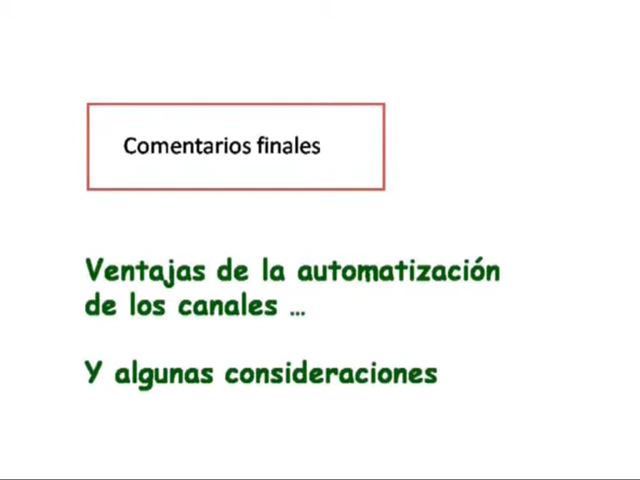 Comentarios finales
Ventajas de la automatización
de los canales ...
Y algunas consideraciones